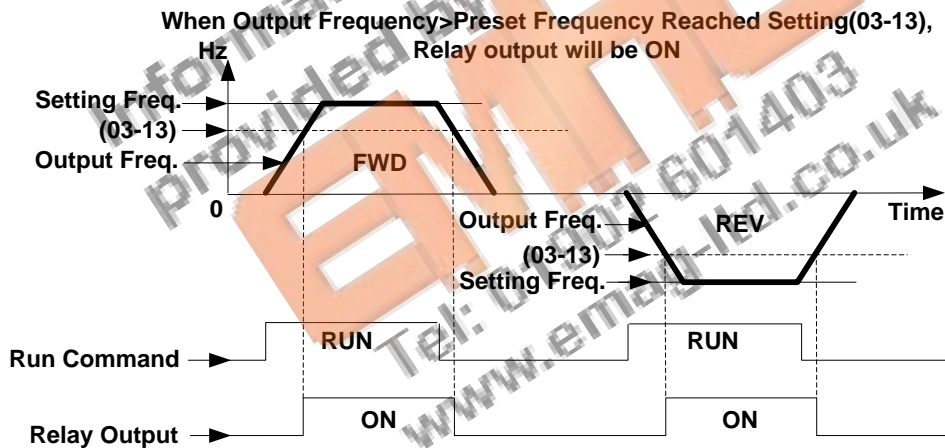 When Output Frequency>Preset Frequency Reached Setting(03-13),
Relay output will be ON
Hz
Setting Freq.
(03-13)
Output Freq.
FWD
0
Time
Output Freq.
REV
(03-13)
Setting Freq.
Run Command
RUN
RUN
Relay Output
ON
ON
provided by
EMAG
Tel: 01902 601403
www.emag-ltd.co.uk